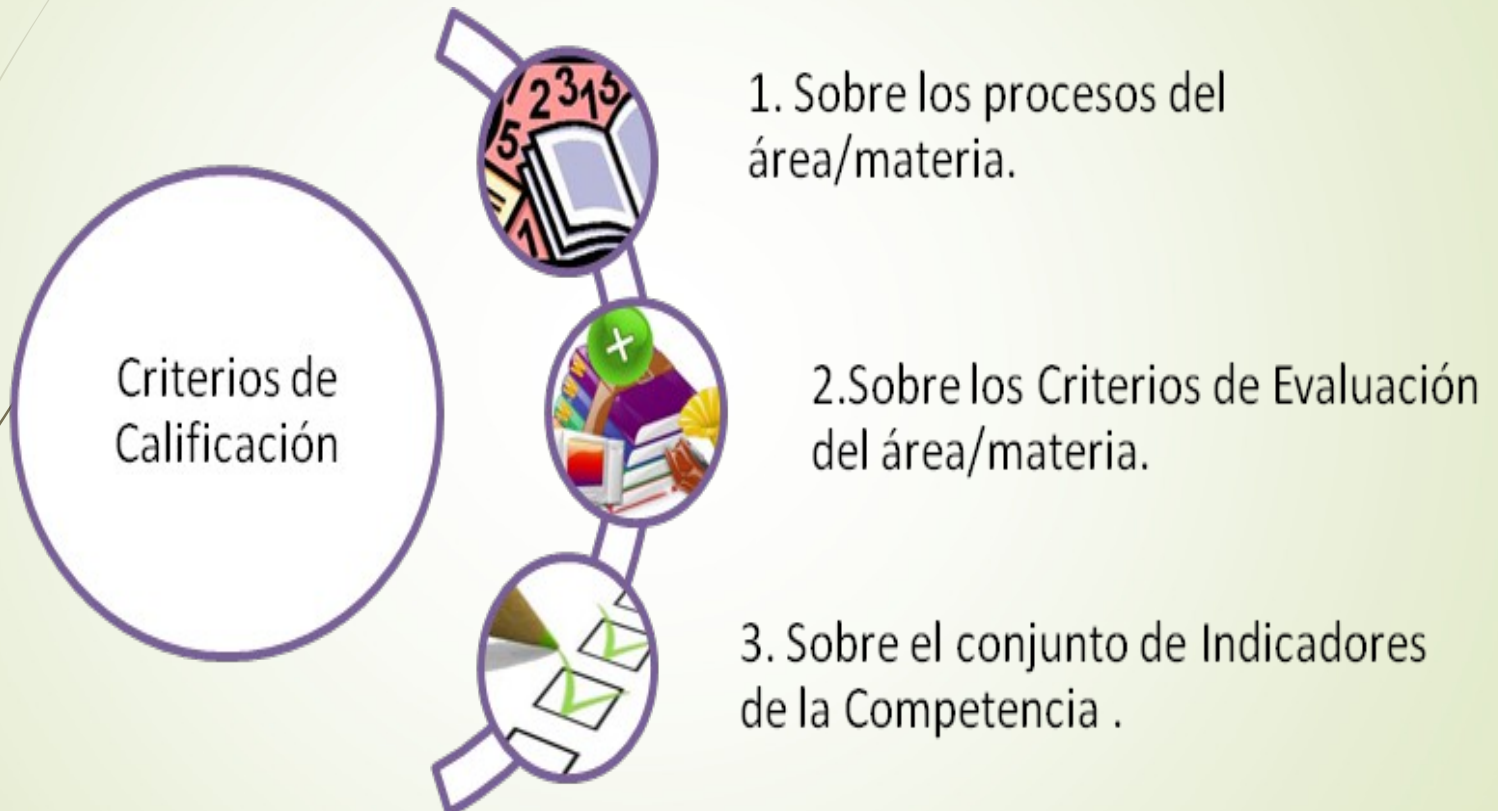 Criterios de
Calificación
1. Sobre los procesos del
área/materia.
2.Sobre los Criterios de Evaluación
del área/materia.
3. Sobre el conjunto de Indicadores
de la Competencia .